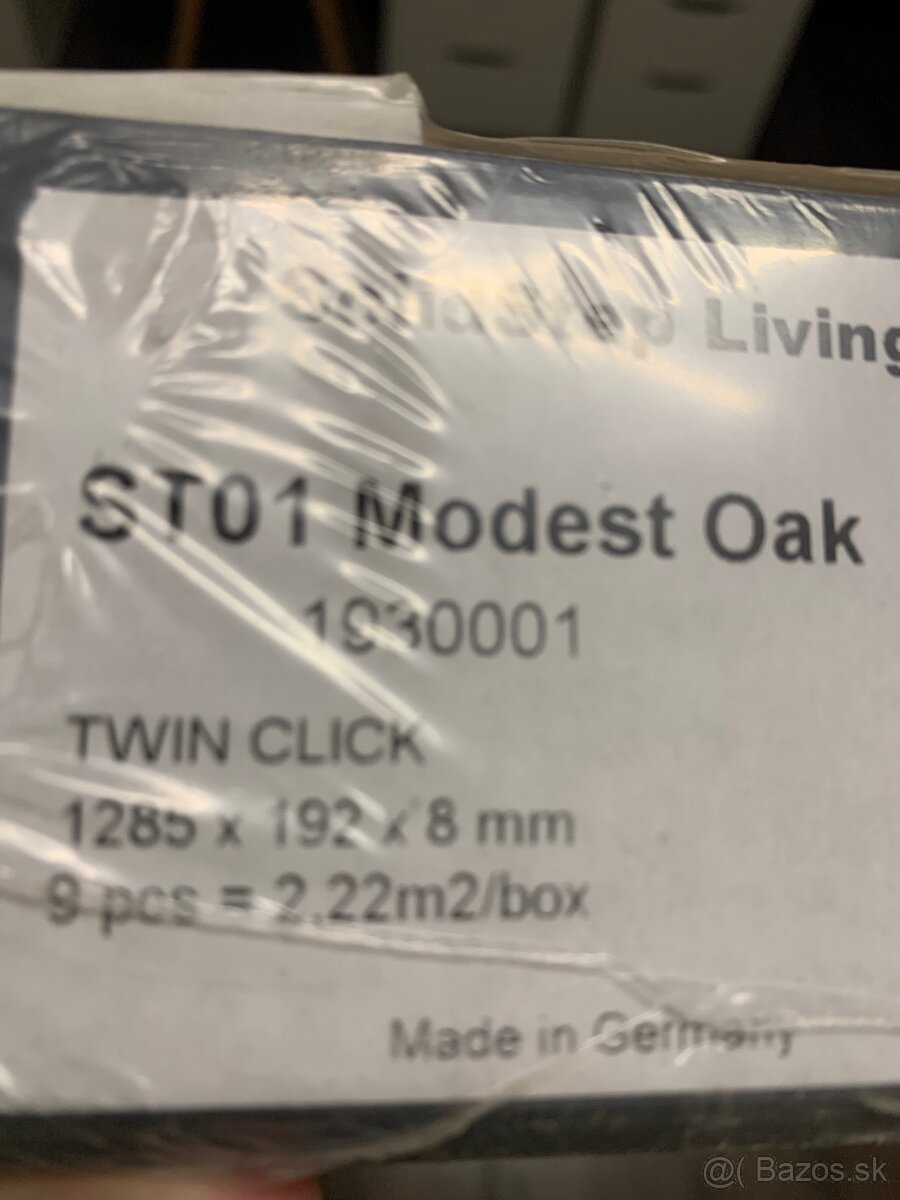 Living
ST01 Modest Oak
1930001
TWIN CLICK
1285 x 192 x 8 mm
9 pcs = 2,22m2/box
Made in Germany
@( Bazos.sk